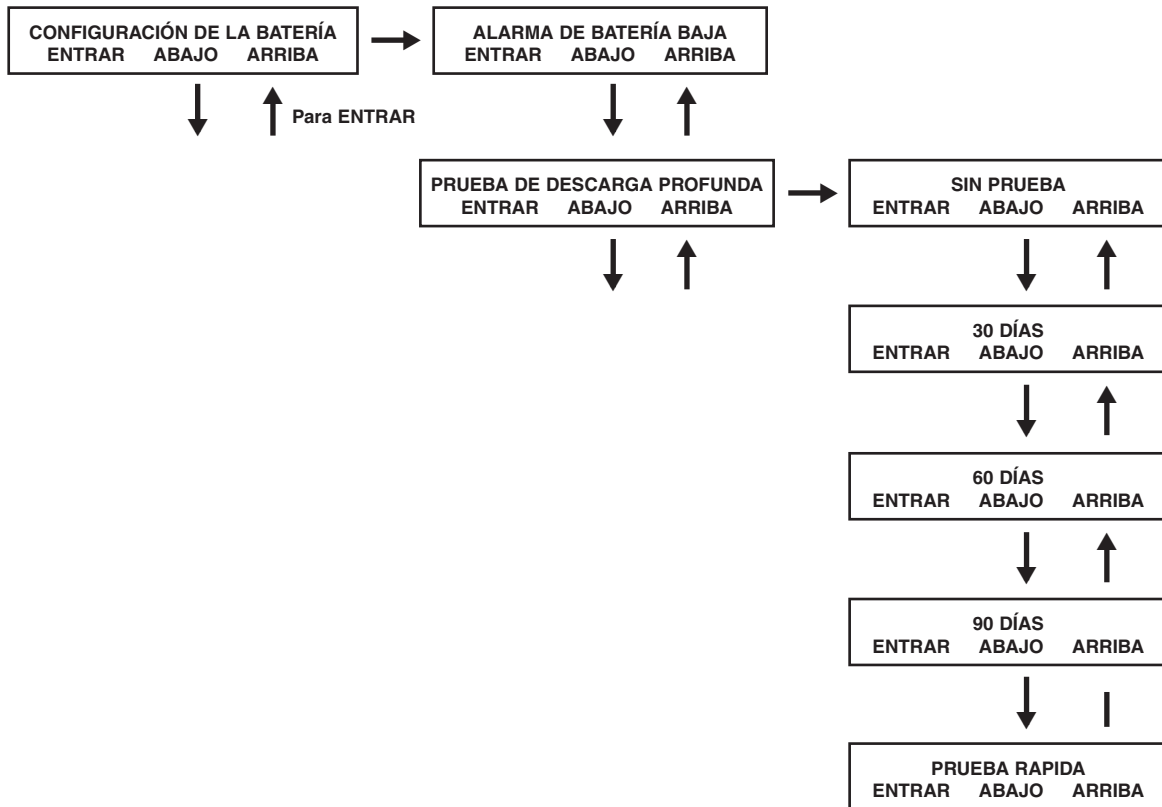 CONFIGURACIÓN DE LA BATERÍA
ENTRAR ABAJO ARRIBA
ALARMA DE BATERÍA BAJA
ENTRAR ABAJO ARRIBA
Para ENTRAR
PRUEBA DE DESCARGA PROFUNDA
ENTRAR ABAJO ARRIBA
SIN PRUEBA
ENTRAR ABAJO ARRIBA
30 DÍAS
ENTRAR ABAJO ARRIBA
60 DÍAS
ENTRAR ABAJO ARRIBA
90 DÍAS
ENTRAR ABAJO ARRIBA
PRUEBA RAPIDA
ENTRAR ABAJO ARRIBA